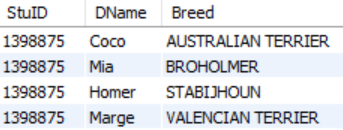 StuID DName Breed
1398875 Coco AUSTRALIAN TERRIER
1398875 Mia BROHOLMER
1398875 Homer STABIJHOUN
1398875 Marge VALENCIAN TERRIER